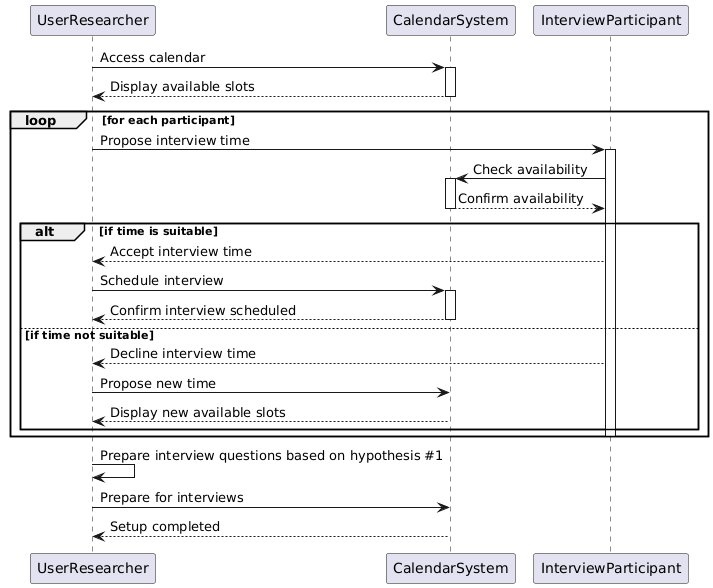 UserResearcher CalendarSystem InterviewParticipant
Access calendar
Display available slots
loop [for each participant]
Propose interview time
Check availability
Confirm availability
alt [if time is suitable]
Accept interview time
Schedule interview
Confirm interview scheduled
[if time not suitable]
Decline interview time
Propose new time
Display new available slots
Prepare interview questions based on hypothesis #1
Prepare for interviews
Setup completed
UserResearcher CalendarSystem InterviewParticipant